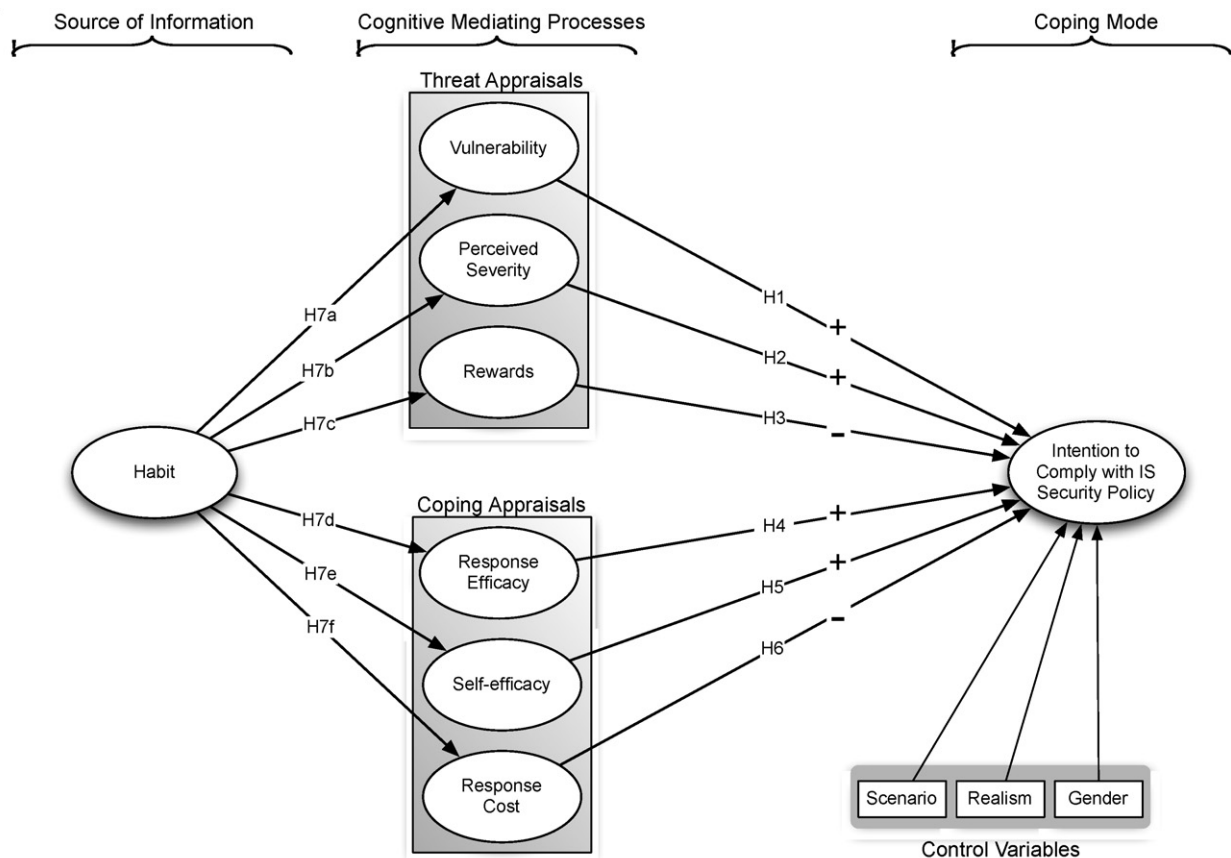 Source of Information
Cognitive Mediating Processes
Coping Mode
Threat Appraisals
Vulnerability
Perceived
Severity
Rewards
H7a
H7b
H7c
H1
+
H2
+
H3
-
Habit
Intention to
Comply with IS
Security Policy
Coping Appraisals
Response
Efficacy
Self-efficacy
Response
Cost
H7d
H7e
H7f
H4
+
H5
+
H6
-
Scenario
Realism
Gender
Control Variables